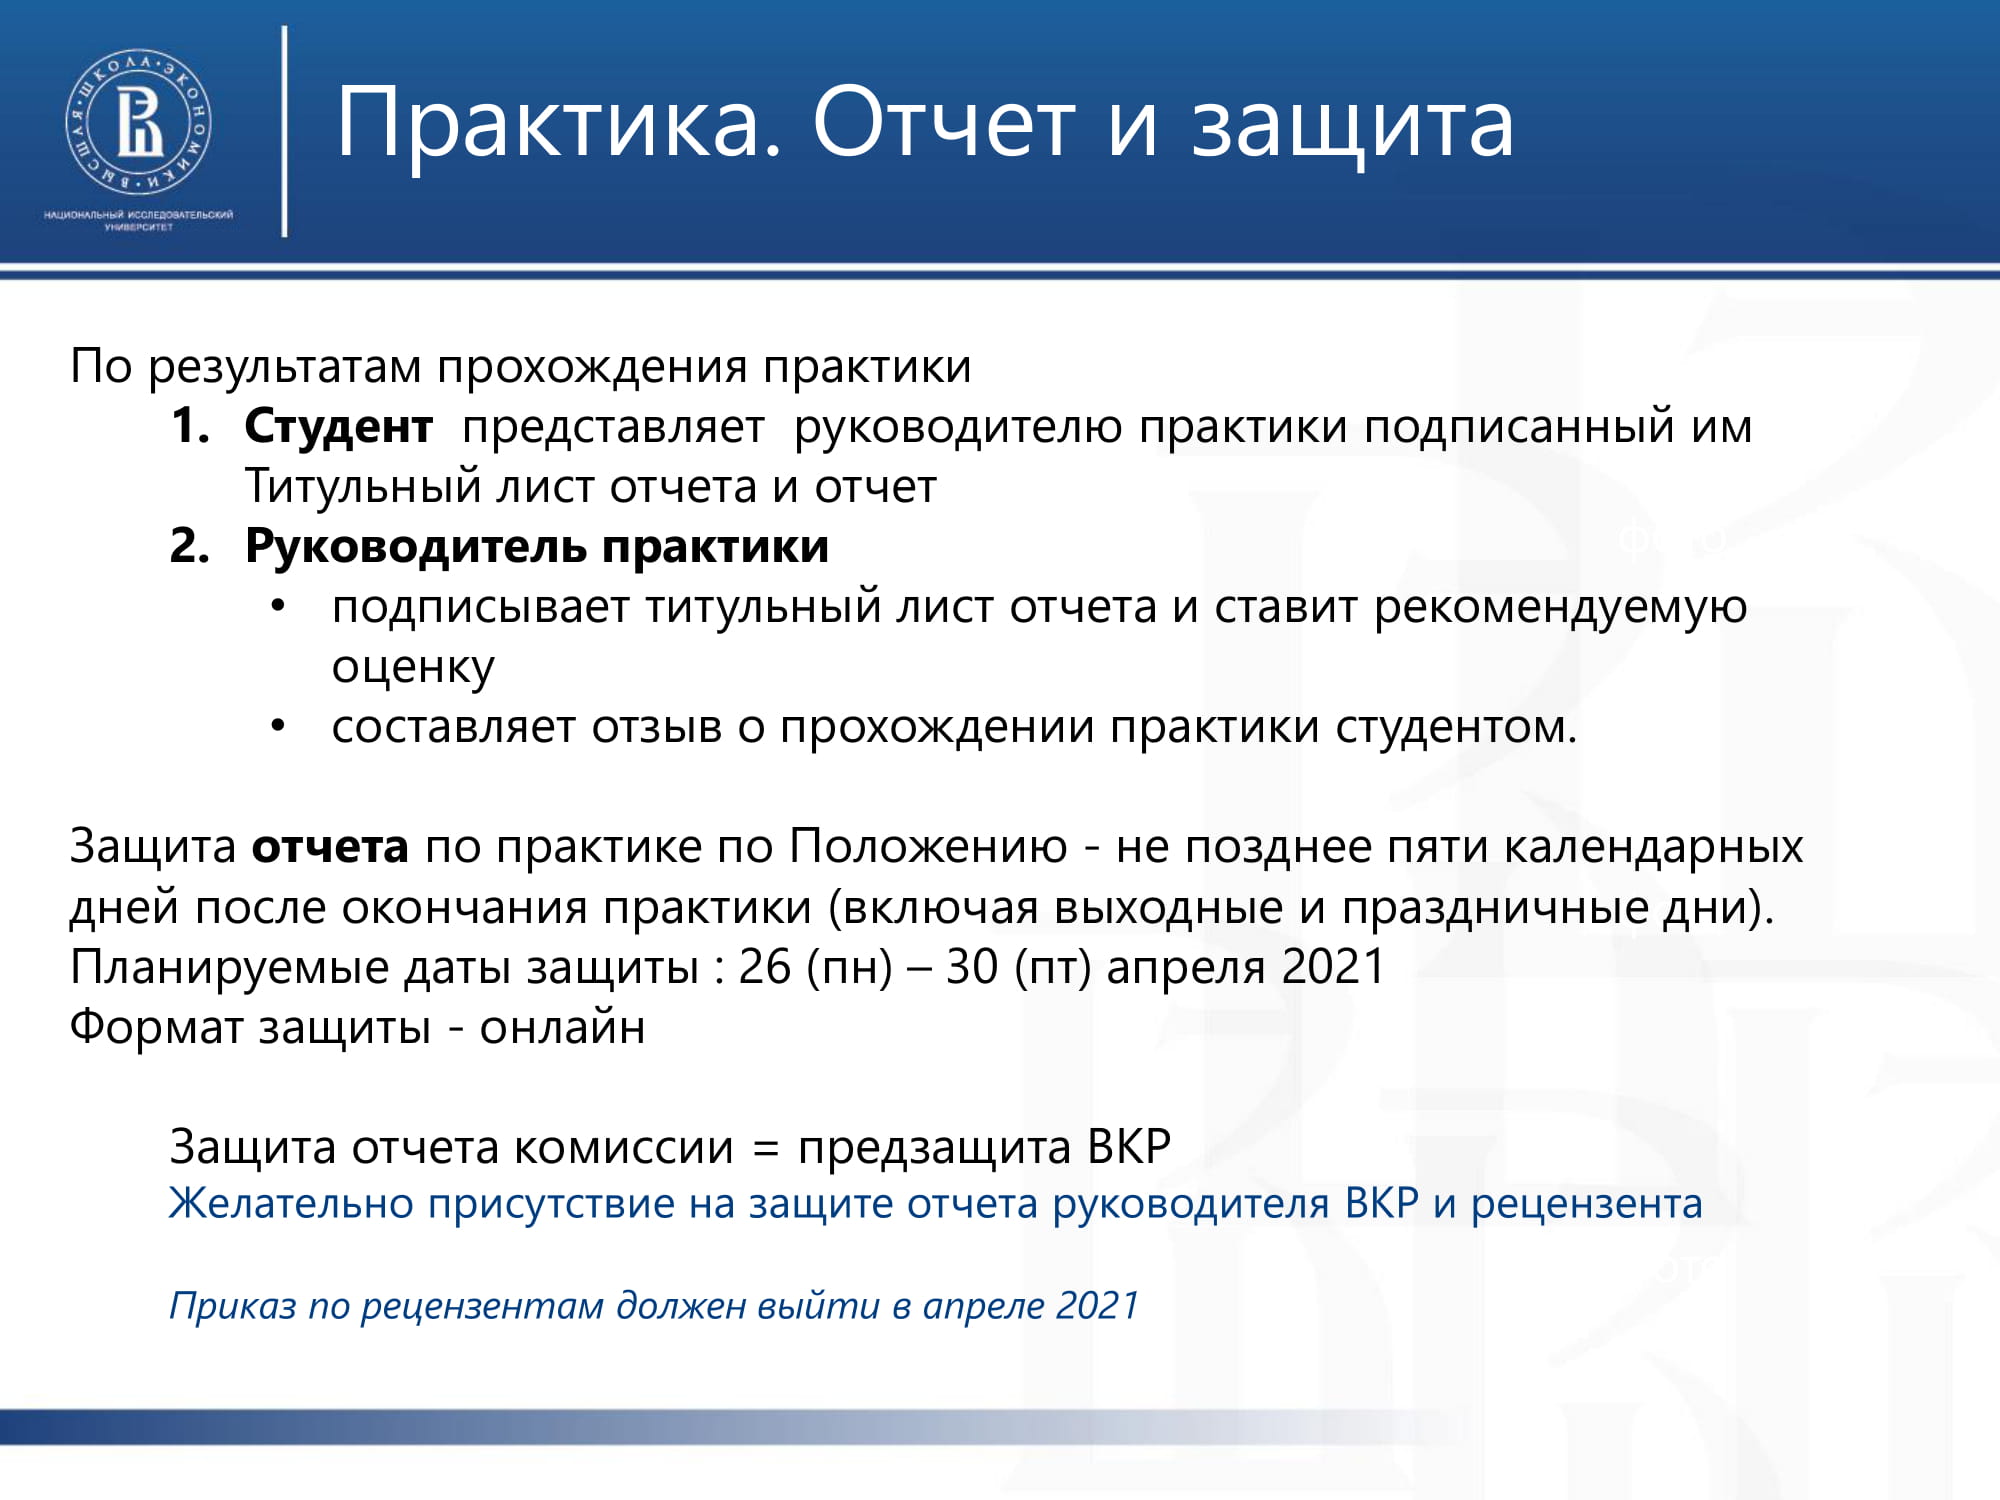 ВЫСШАЯ ШКОЛА ЭКОНОМИКИ
НАЦИОНАЛЬНЫЙ ИССЛЕДОВАТЕЛЬСКИЙ
УНИВЕРСИТЕТ
Практика. Отчет и защита
По результатам прохождения практики
1. Студент представляет руководителю практики подписанный им
Титульный лист отчета и отчет
2. Руководитель практики
фото
• подписывает титульный лист отчета и ставит рекомендуемую
оценку
• составляет отзыв о прохождении практики студентом.
Защита отчета по практике по Положению - не позднее пяти календарных
дней после окончания практики (включая выходные и праздничные дни).
Планируемые даты защиты : 26 (пн) – 30 (пт) апреля 2021
Формат защиты - онлайн
Защита отчета комиссии = предзащита ВКР
Желательно присутствие на защите отчета руководителя ВКР и рецензента
Приказ по рецензентам должен выйти в апреле 2021